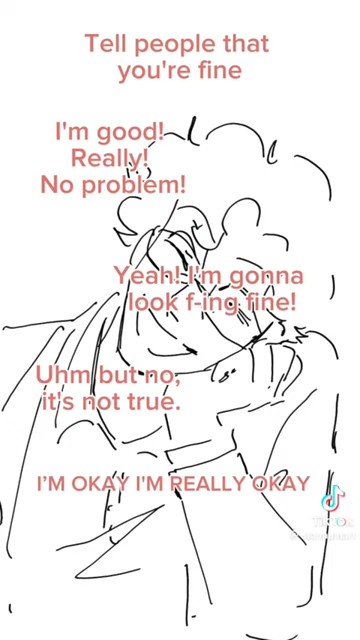 Tell people that
you're fine
I'm good!
Really!
No problem!
Yeah! I'm gonna
look f-ing fine!
Uhm but no,
it's not true.
I'M OKAY I'M REALLY OKAY
TikTok